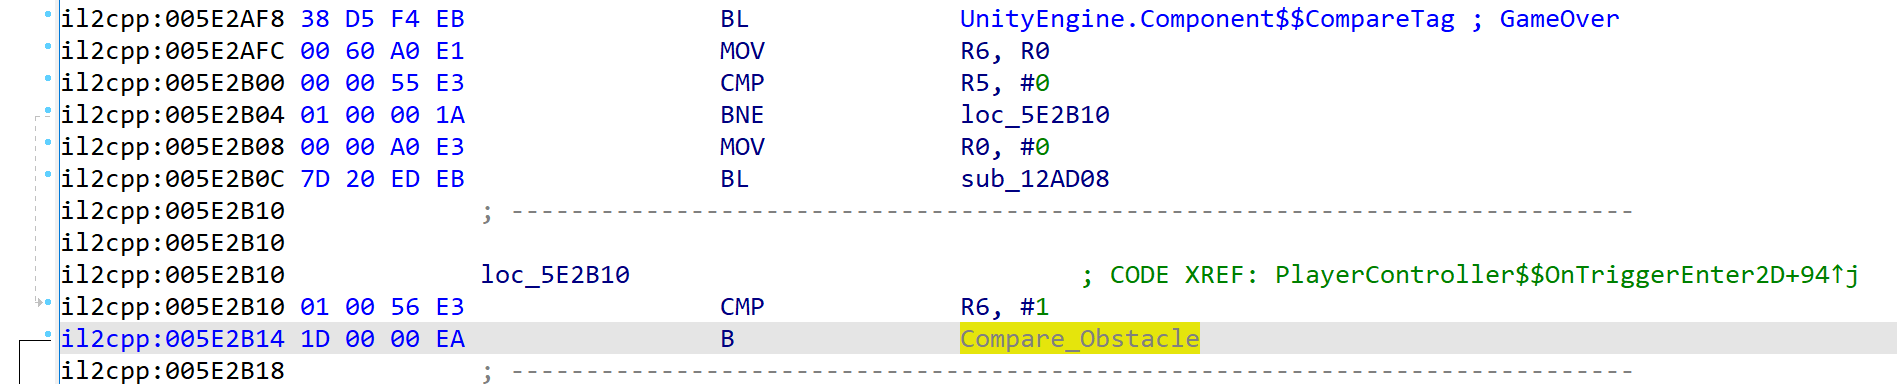 il2cpp:005E2AF8 38 D5 F4 EB BL UnityEngine.Component$$CompareTag ; GameOver
il2cpp:005E2AFC 00 60 A0 E1 MOV R6, R0
il2cpp:005E2B00 00 00 55 E3 CMP R5, #0
il2cpp:005E2B04 01 00 00 1A BNE loc_5E2B10
il2cpp:005E2B08 00 00 A0 E3 MOV R0, #0
il2cpp:005E2B0C 7D 20 ED EB BL sub_12AD08
il2cpp:005E2B10 ; ---------------------------------------------------------------------------
il2cpp:005E2B10
il2cpp:005E2B10 loc_5E2B10 ; CODE XREF: PlayerController$$OnTriggerEnter2D+94↑j
il2cpp:005E2B10 01 00 56 E3 CMP R6, #1
il2cpp:005E2B14 1D 00 00 EA B Compare_Obstacle
il2cpp:005E2B18 ; ---------------------------------------------------------------------------